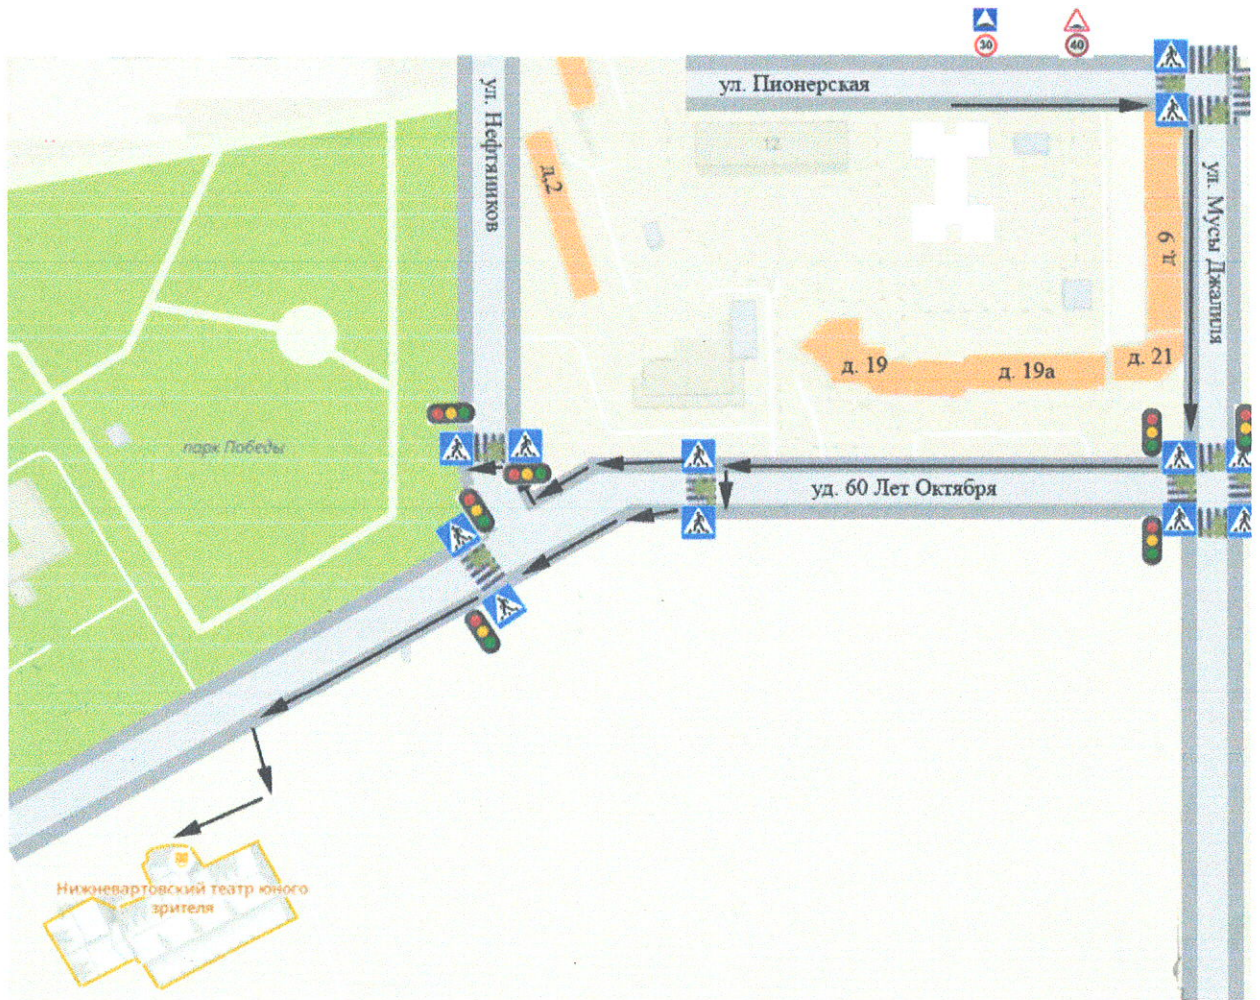 30
40
ул. Пионерская
ул. Нефтяников
12
д.2
ул. Мусы Джалиля
д. 9
д. 19
д. 19а
д. 21
парк Победы
уд. 60 Лет Октября
Нижневартовский театр юного
зрителя